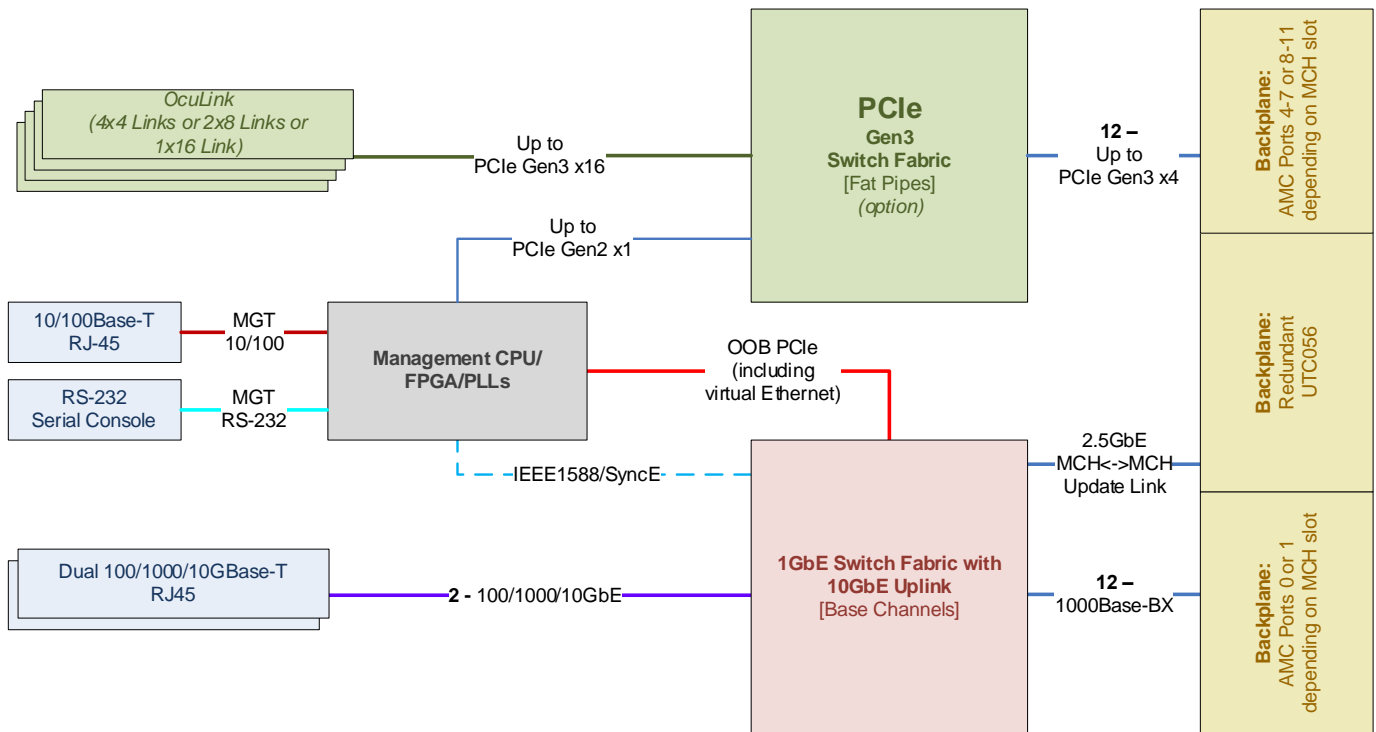 OcuLink
(4x4 Links or 2x8 Links or
1x16 Link)
Up to
PCIe Gen3 x16
PCIe
Gen3
Switch Fabric
[Fat Pipes]
(option)
12 –
Up to
PCIe Gen3 x4
Backplane:
AMC Ports 4-7 or 8-11
depending on MCH slot
Up to
PCIe Gen2 x1
10/100Base-T
RJ-45
MGT
10/100
RS-232
Serial Console
MGT
RS-232
Management CPU/
FPGA/PLLs
OOB PCIe
(including
virtual Ethernet)
Backplane:
Redundant
UTC056
IEEE1588/SyncE
2.5GbE
MCH<->MCH
Update Link
Dual 100/1000/10GBase-T
RJ45
2 - 100/1000/10GbE
1GbE Switch Fabric with
10GbE Uplink
[Base Channels]
12 –
1000Base-BX
Backplane:
AMC Ports 0 or 1
depending on MCH slot